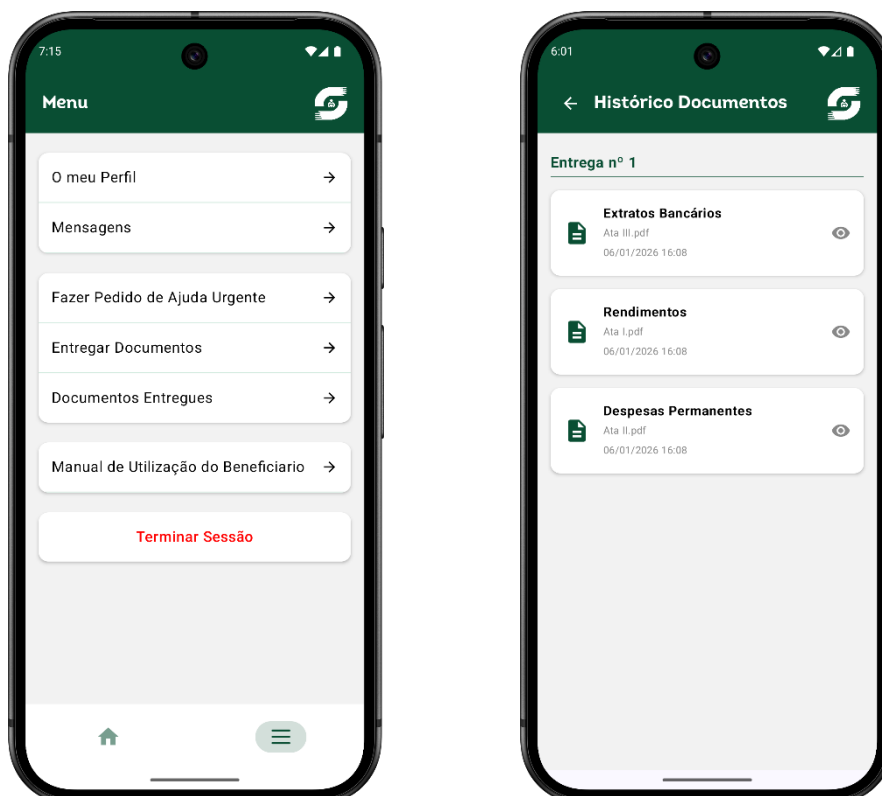 7:15
Menu
O meu Perfil
Mensagens
Fazer Pedido de Ajuda Urgente
Entregar Documentos
Documentos Entregues
Manual de Utilização do Beneficiario
Terminar Sessão
6:01
Histórico Documentos
Entrega nº 1
Extratos Bancários
Ata III.pdf
06/01/2026 16:08
Rendimentos
Ata I.pdf
06/01/2026 16:08
Despesas Permanentes
Ata II.pdf
06/01/2026 16:08